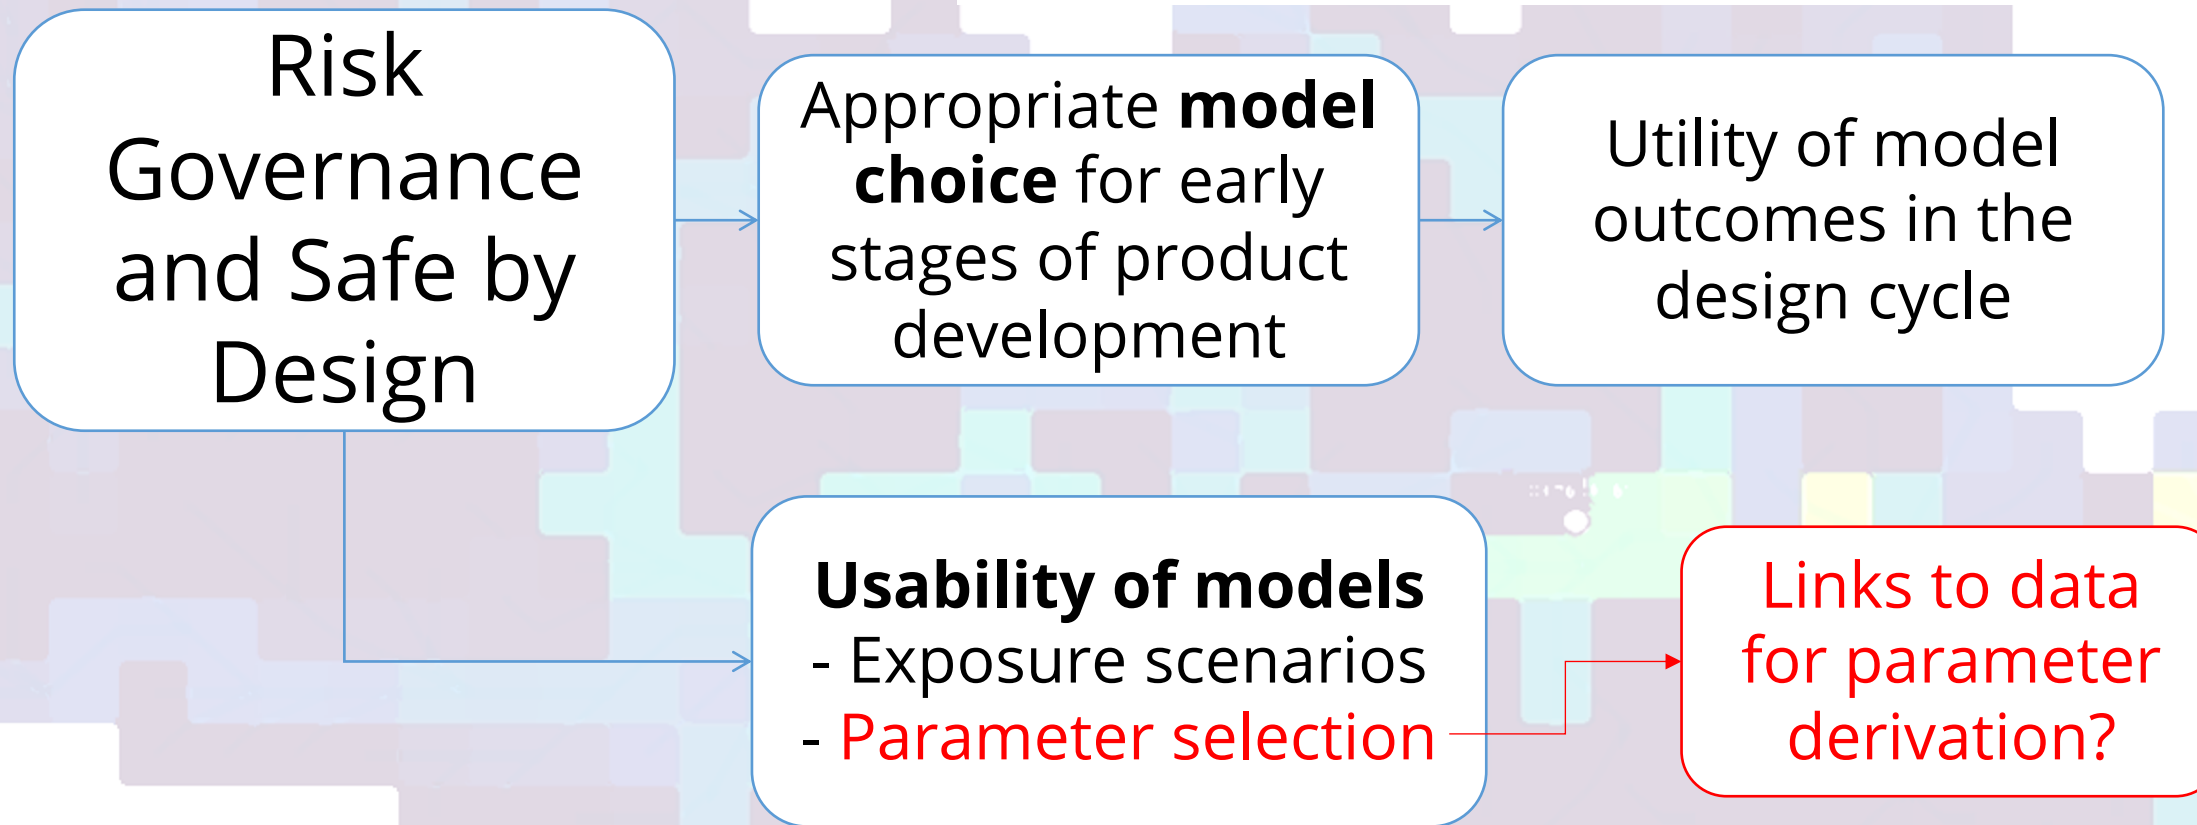 Risk
Governance
and Safe by
Design
Appropriate model
choice for early
stages of product
development
Utility of model
outcomes in the
design cycle
Usability of models
- Exposure scenarios
- Parameter selection
Links to data
for parameter
derivation?